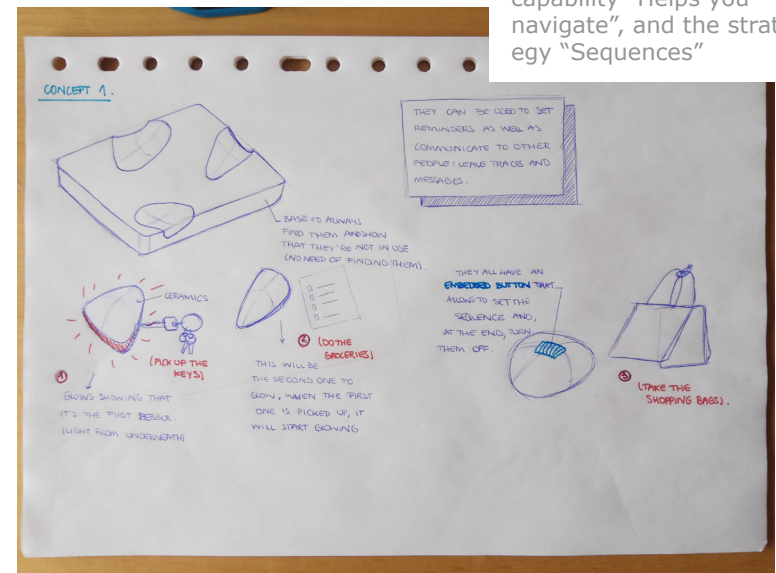 capability “Helps you
navigate”, and the strat-
egy “Sequences”
CONCEPT 1.
THEY CAN BE USED TO SET
REMINDERS AS WELL AS
COMMUNICATE TO OTHER
PEOPLE: LEAVE TRACES AND
MESSAGES.
BASE TO ALWAYS
FIND THEM AND SHOW
THAT THEY'RE NOT IN USE
(NO NEED OF FINDING THEM).
CERAMICS
(PICK UP THE
KEYS)
1
GLOWS SHOWING THAT
IT'S THE FIRST PEBBLE.
(LIGHT FROM UNDERNEATH)
2 (DO THE
GROCERIES)
THIS WILL BE
THE SECOND ONE TO
GLOW, WHEN THE FIRST
ONE IS PICKED UP, IT
WILL START GLOWING.
THEY ALL HAVE AN
EMBEDDED BUTTON THAT
ALLOWS TO SET THE
SEQUENCE AND,
AT THE END, TURN
THEM OFF.
3 (TAKE THE
SHOPPING BAGS).